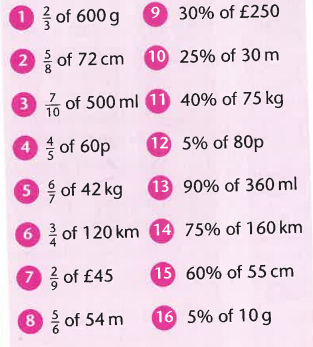 1 2/3 of 600 g
2 5/8 of 72 cm
3 7/10 of 500 ml
4 4/5 of 60p
5 6/7 of 42 kg
6 3/4 of 120 km
7 2/9 of £45
8 5/6 of 54 m
9 30% of £250
10 25% of 30 m
11 40% of 75 kg
12 5% of 80p
13 90% of 360 ml
14 75% of 160 km
15 60% of 55 cm
16 5% of 10 g